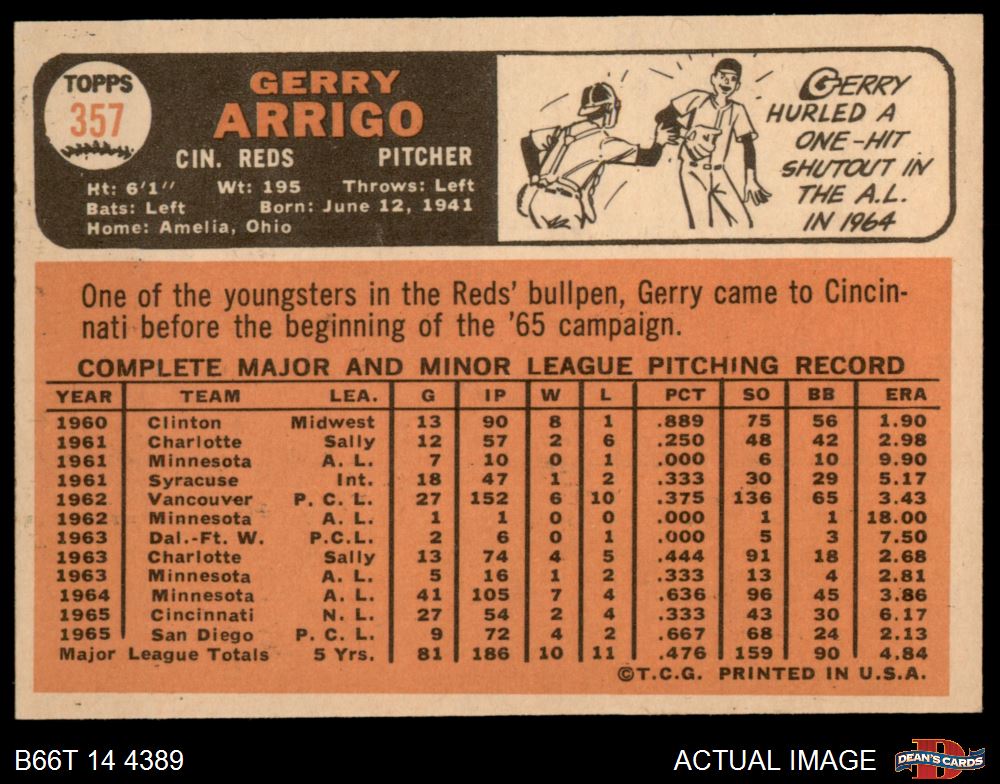 TOPPS
357
GERRY
ARRIGO
CIN. REDS PITCHER
Ht: 6'1" Wt: 195 Throws: Left
Bats: Left Born: June 12, 1941
Home: Amelia, Ohio
GERRY
HURLED A
ONE-HIT
SHUTOUT IN
THE A.L.
IN 1964
One of the youngsters in the Reds' bullpen, Gerry came to Cincin-
nati before the beginning of the '65 campaign.
COMPLETE MAJOR AND MINOR LEAGUE PITCHING RECORD
YEAR TEAM LEA. G IP W L PCT SO BB ERA
1960 Clinton Midwest 13 90 8 1 .889 75 56 1.90
1961 Charlotte Sally 12 57 2 6 .250 48 42 2.98
1961 Minnesota A. L. 7 10 0 1 .000 6 10 9.90
1961 Syracuse Int. 18 47 1 2 .333 30 29 5.17
1962 Vancouver P. C. L. 27 152 6 10 .375 136 65 3.43
1962 Minnesota A. L. 1 1 0 0 .000 1 1 18.00
1963 Dal.-Ft. W. P.C.L. 2 6 0 1 .000 5 3 7.50
1963 Charlotte Sally 13 74 4 5 .444 91 18 2.68
1963 Minnesota A. L. 5 16 1 2 .333 13 4 2.81
1964 Minnesota A. L. 41 105 7 4 .636 96 45 3.86
1965 Cincinnati N. L. 27 54 2 4 .333 43 30 6.17
1965 San Diego P. C. L. 9 72 4 2 .667 68 24 2.13
Major League Totals 5 Yrs. 81 186 10 11 .476 159 90 4.84
©T.C.G. PRINTED IN U.S.A.
B66T 14 4389
ACTUAL IMAGE
D
DEAN'S CARDS